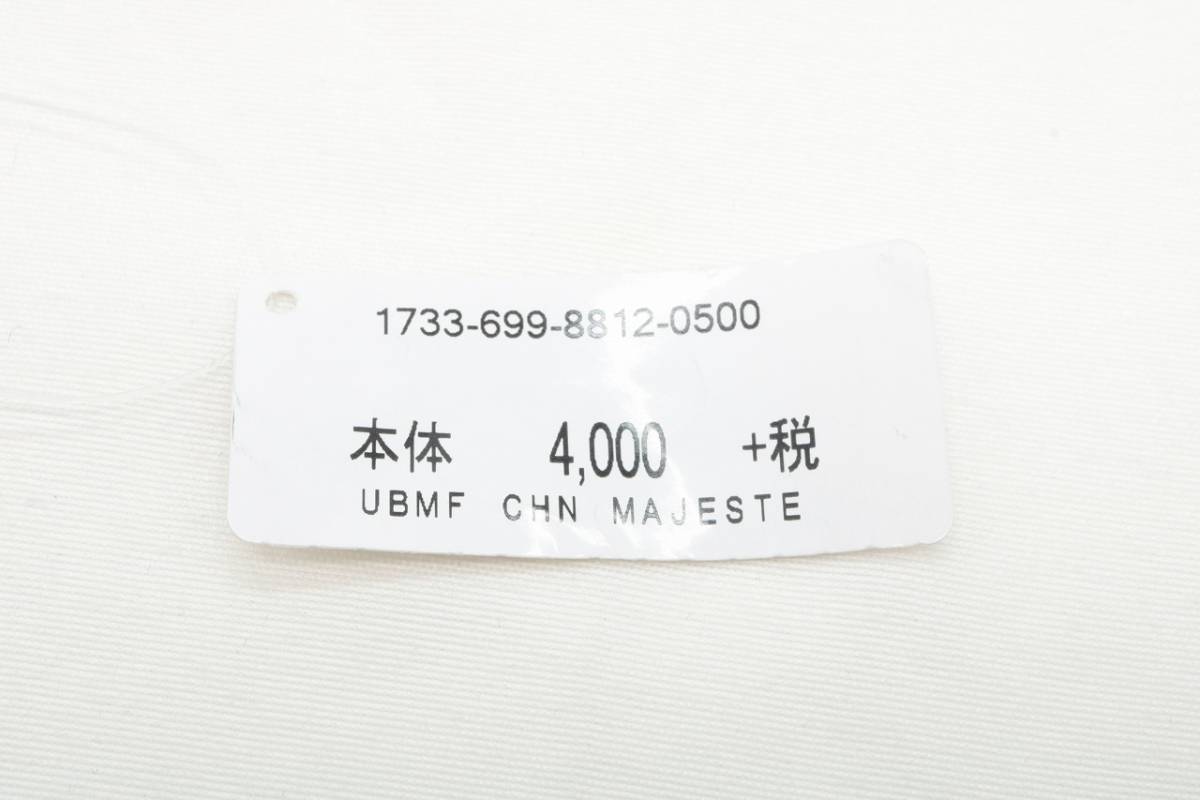 1733-699-8812-0500
本体 4,000 +税
UBMF CHN MAJESTE